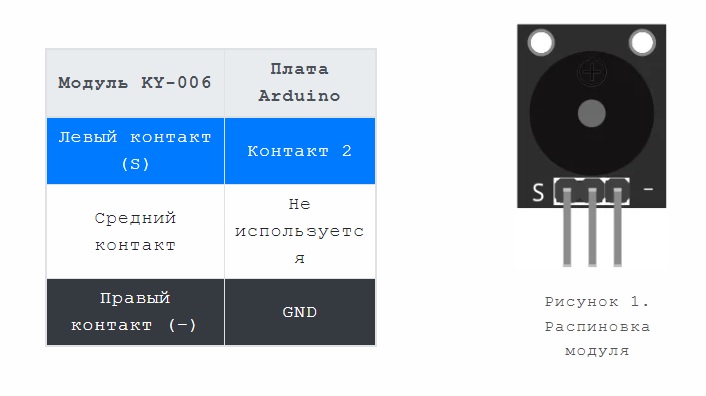 Модуль KY-006
Плата
Arduino
Левый контакт
(S)
Контакт 2
Средний
контакт
Не
используетс
я
Правый
контакт (−)
GND
S
−
Рисунок 1.
Распиновка
модуля